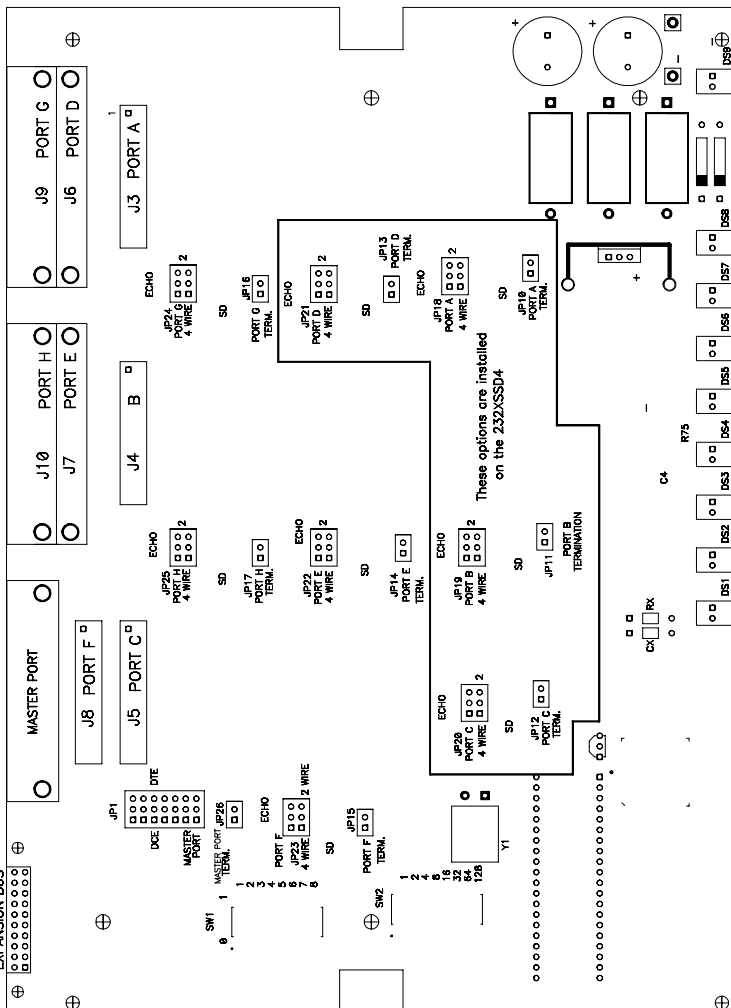 +
+
-
-
DS9
J9 PORT G
J6 PORT D
1
J3 PORT A
DS8
ECHO
2
JP24
PORT G
4 WIRE
SD
JP16
PORT G
TERM.
ECHO
2
JP21
PORT D
4 WIRE
SD
JP13
PORT D
TERM.
ECHO
2
JP18
PORT A
4 WIRE
SD
JP10
PORT A
TERM.
+
DS7
DS6
J10 PORT H
J7 PORT E
J4 B
These options are installed
on the 232XSSD4
-
DS5
R75
DS4
C4
DS3
ECHO
2
JP25
PORT H
4 WIRE
SD
JP17
PORT H
TERM.
ECHO
2
JP22
PORT E
4 WIRE
SD
JP14
PORT E
TERM.
ECHO
2
JP19
PORT B
4 WIRE
SD
JP11
PORT B
TERMINATION
DS2
DS1
MASTER PORT
J8 PORT F
J5 PORT C
RX
CX
ECHO
2
JP20
PORT C
4 WIRE
SD
JP12
PORT C
TERM.
JP1
DTE
DCE
MASTER
PORT
JP26
MASTER PORT
TERM.
ECHO
2 WIRE
PORT F
JP23
4 WIRE
SD
JP15
PORT F
TERM.
Y1
EXPANSION BUS
SW1
0 1
1
2
3
4
5
6
7
8
SW2
1
2
4
8
16
32
64
128